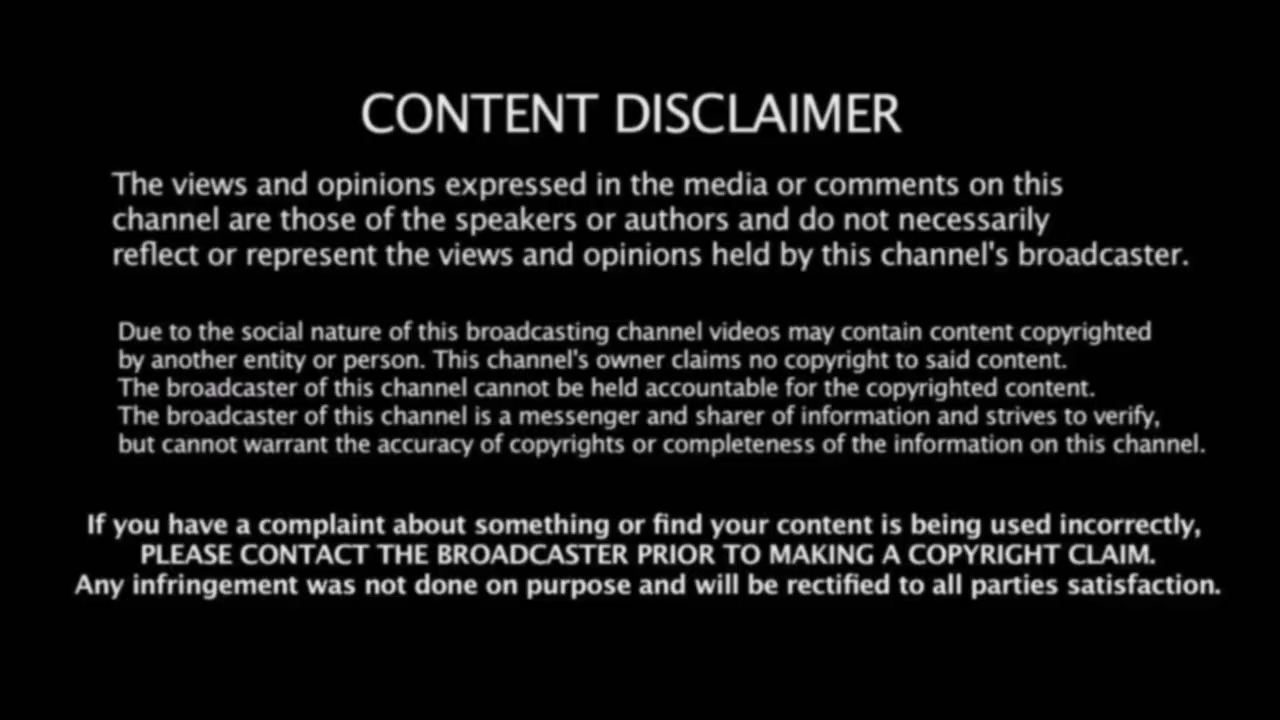 CONTENT DISCLAIMER
The views and opinions expressed in the media or comments on this
channel are those of the speakers or authors and do not necessarily
reflect or represent the views and opinions held by this channel's broadcaster.
Due to the social nature of this broadcasting channel videos may contain content copyrighted
by another entity or person. This channel's owner claims no copyright to said content.
The broadcaster of this channel cannot be held accountable for the copyrighted content.
The broadcaster of this channel is a messenger and sharer of information and strives to verify,
but cannot warrant the accuracy of copyrights or completeness of the information on this channel.
If you have a complaint about something or find your content is being used incorrectly,
PLEASE CONTACT THE BROADCASTER PRIOR TO MAKING A COPYRIGHT CLAIM.
Any infringement was not done on purpose and will be rectified to all parties satisfaction.